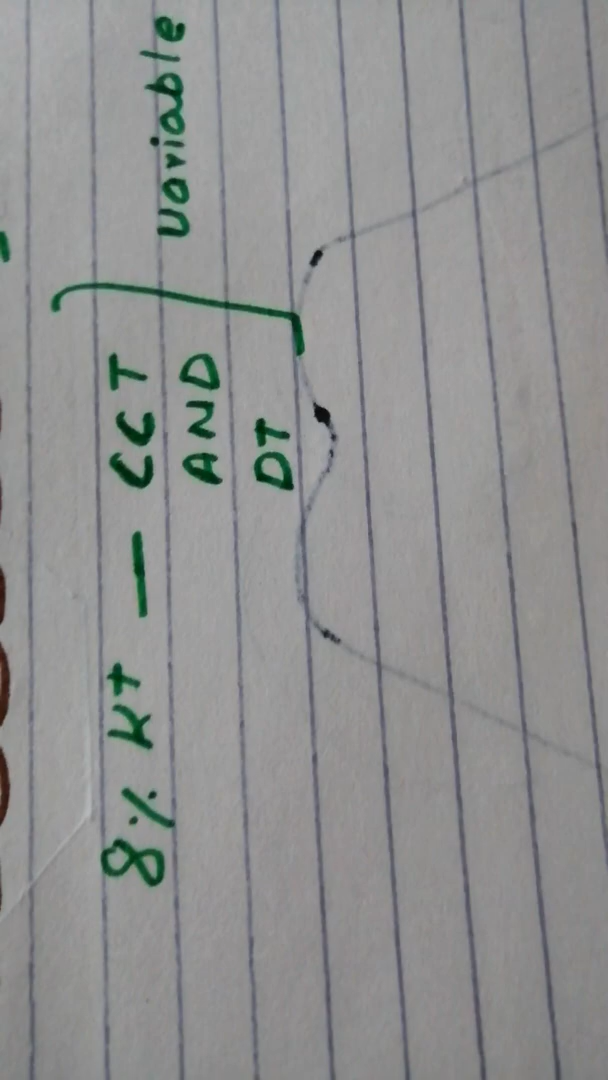 8% K+ — CCT
AND
DT
variable